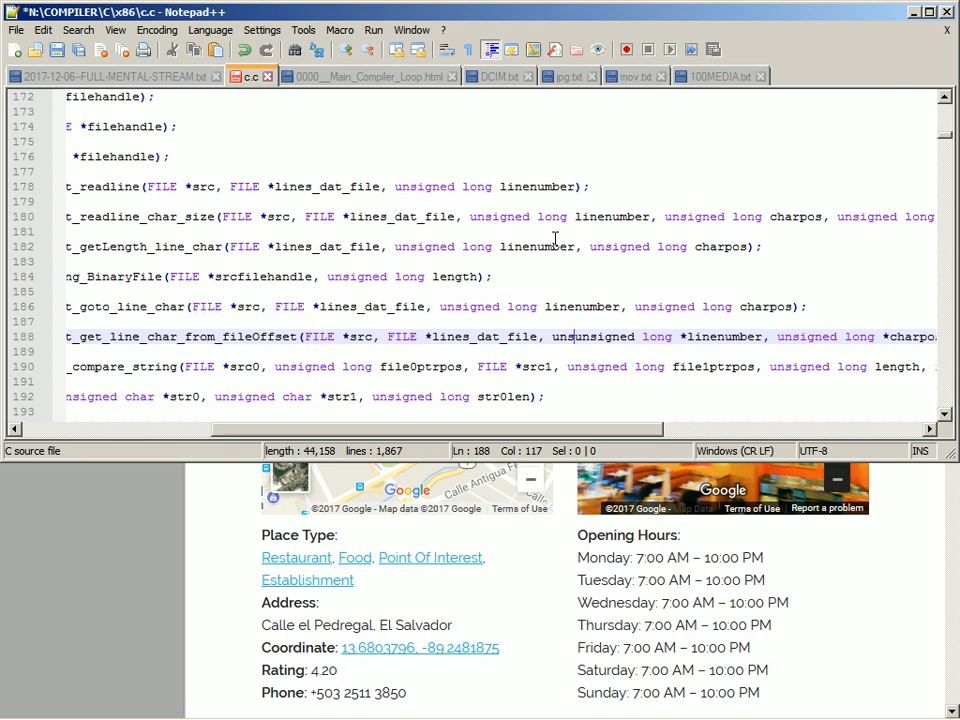 *N:\COMPILER\C\x86\c.c - Notepad++
File Edit Search View Encoding Language Settings Tools Macro Run Window ? X
2017-12-06--FULL-MENTAL-STREAM.txt c.c 0000__Main_Compiler_Loop.html DCIM.txt jpg.txt mov.txt 100MEDIA.txt
172 filehandle);
173
174 E *filehandle);
175
176 *filehandle);
177
178 t_readline(FILE *src, FILE *lines_dat_file, unsigned long linenumber);
179
180 t_readline_char_size(FILE *src, FILE *lines_dat_file, unsigned long linenumber, unsigned long charpos, unsigned long
181
182 t_getLength_line_char(FILE *lines_dat_file, unsigned long linenumber, unsigned long charpos);
183
184 ng_BinaryFile(FILE *srcfilehandle, unsigned long length);
185
186 t_goto_line_char(FILE *src, FILE *lines_dat_file, unsigned long linenumber, unsigned long charpos);
187
188 t_get_line_char_from_fileOffset(FILE *src, FILE *lines_dat_file, unsunsigned long *linenumber, unsigned long *charpo
189
190 _compare_string(FILE *src0, unsigned long file0ptrpos, FILE *src1, unsigned long file1ptrpos, unsigned long length,
191
192 nsigned char *str0, unsigned char *str1, unsigned long str0len);
193
C source file length : 44,158 lines : 1,867 Ln : 188 Col : 117 Sel : 0 | 0 Windows (CR LF) UTF-8 INS
Google Calle Antigua Fe
©2017 Google - Map data ©2017 Google Terms of Use
Google
©2017 Google - Map Data Terms of Use Report a problem
Place Type:
Restaurant, Food, Point Of Interest,
Establishment
Address:
Calle el Pedregal, El Salvador
Coordinate: 13.6803796, -89.2481875
Rating: 4.20
Phone: +503 2511 3850
Opening Hours:
Monday: 7:00 AM – 10:00 PM
Tuesday: 7:00 AM – 10:00 PM
Wednesday: 7:00 AM – 10:00 PM
Thursday: 7:00 AM – 10:00 PM
Friday: 7:00 AM – 10:00 PM
Saturday: 7:00 AM – 10:00 PM
Sunday: 7:00 AM – 10:00 PM